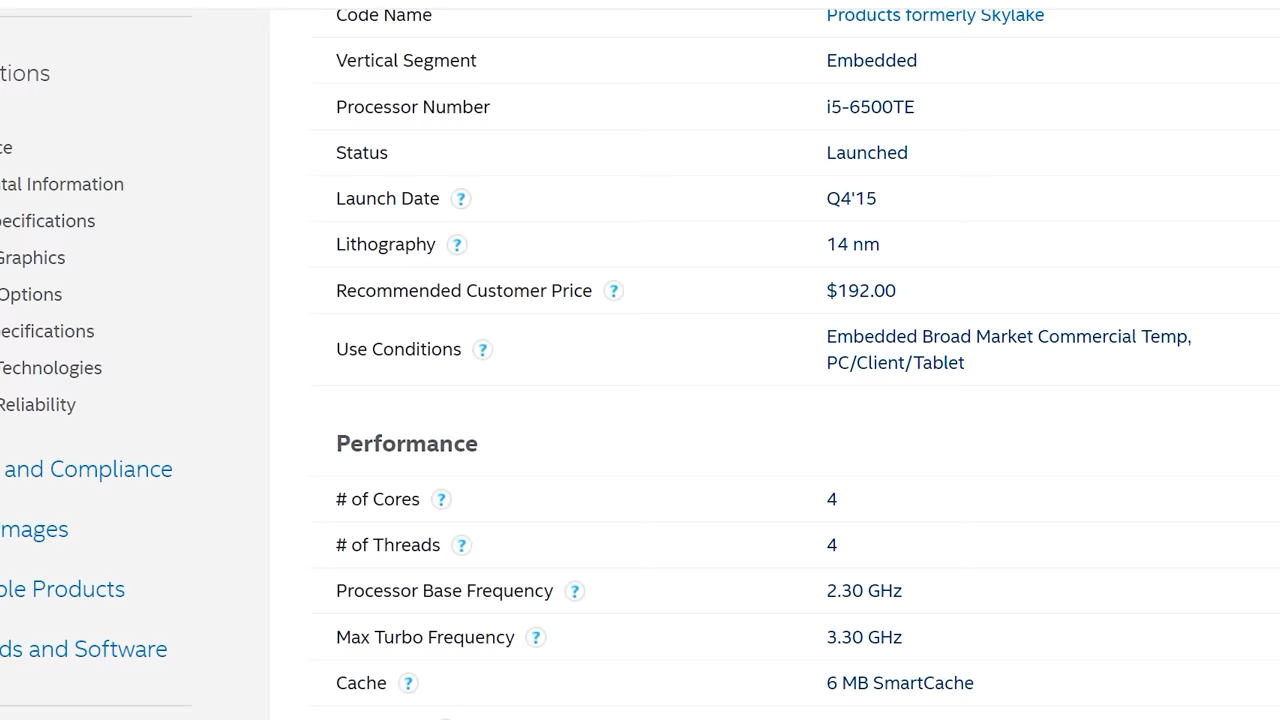 Code Name Products formerly Skylake
tions
Vertical Segment Embedded
Processor Number i5-6500TE
ce
Status Launched
tal Information
Launch Date ? Q4'15
ecifications
Lithography ? 14 nm
Graphics
Recommended Customer Price ? $192.00
Options
ecifications
Use Conditions ? Embedded Broad Market Commercial Temp,
PC/Client/Tablet
Technologies
Reliability
Performance
and Compliance
# of Cores ? 4
mages
# of Threads ? 4
ble Products
Processor Base Frequency ? 2.30 GHz
Max Turbo Frequency ? 3.30 GHz
ds and Software
Cache ? 6 MB SmartCache